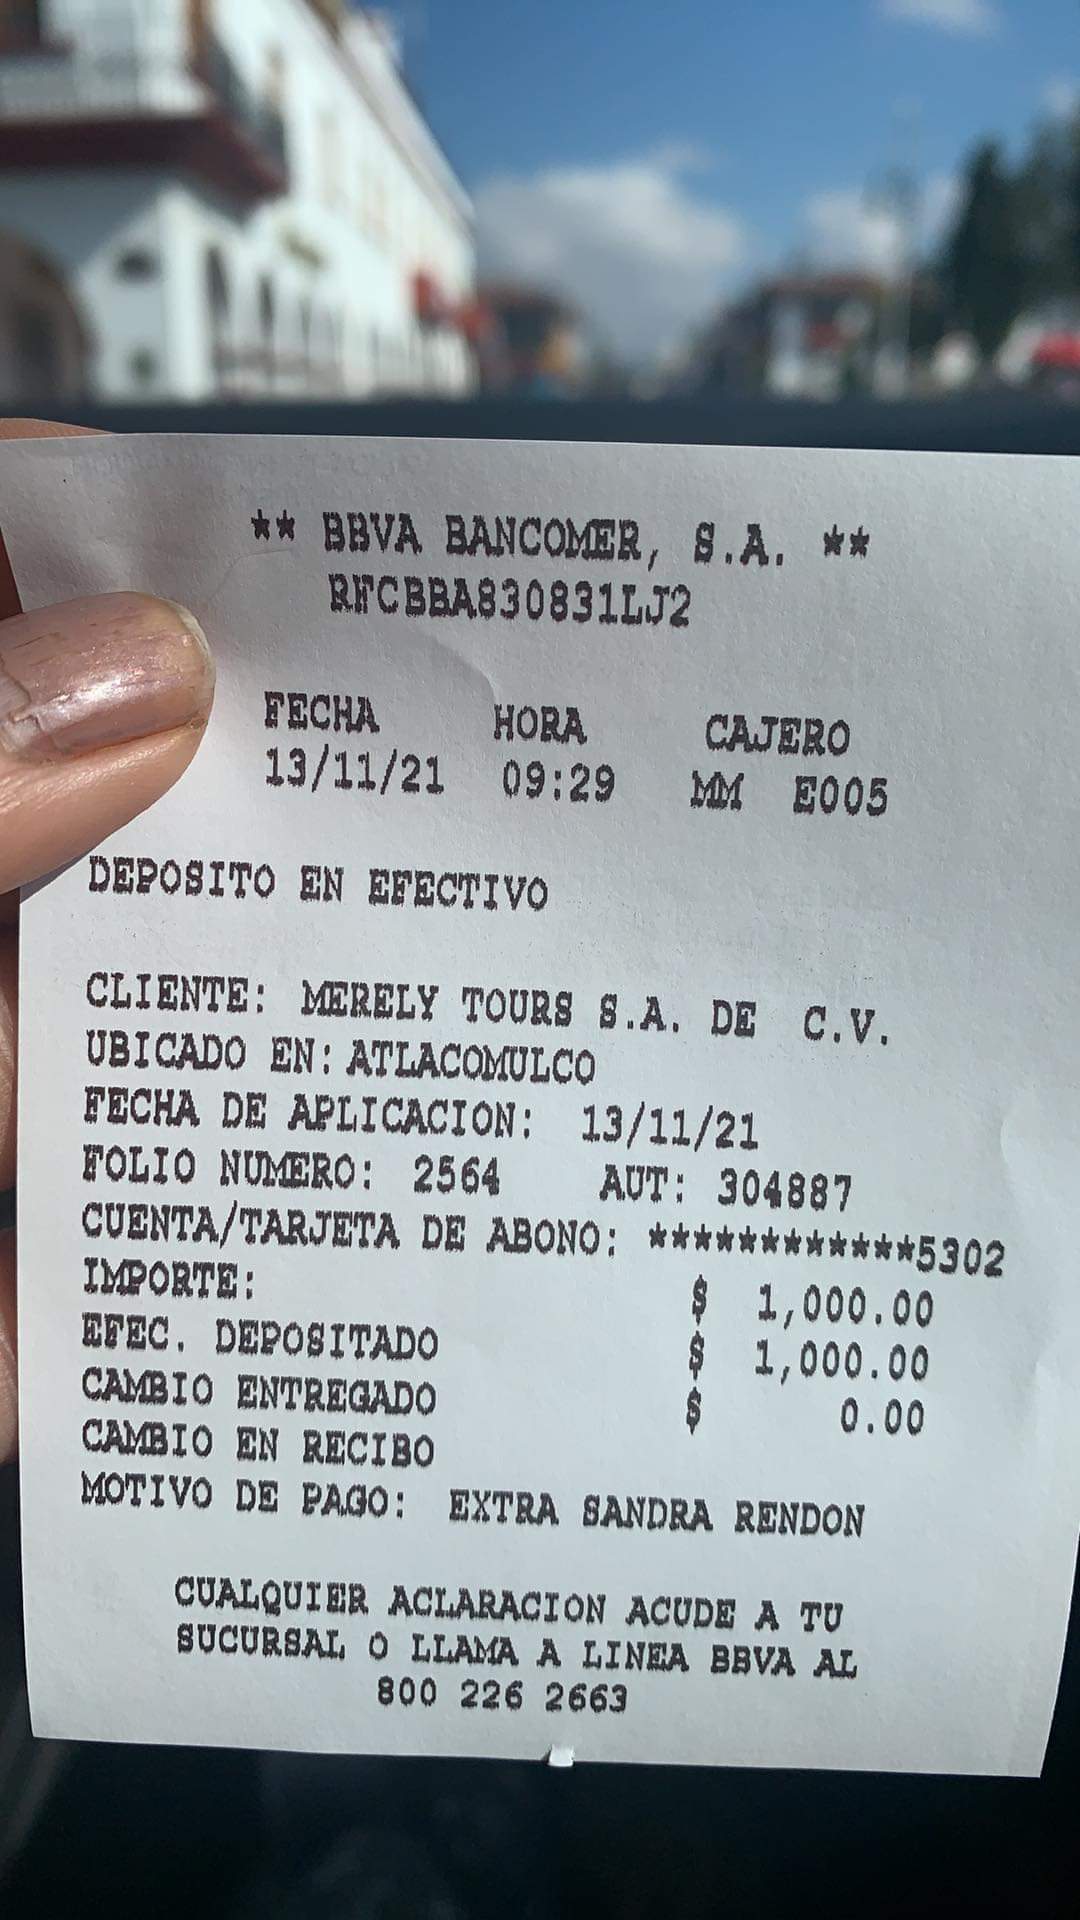 ** BBVA BANCOMER, S.A. **
RFCBBA830831LJ2
FECHA HORA CAJERO
13/11/21 09:29 MM E005
DEPOSITO EN EFECTIVO
CLIENTE: MERELY TOURS S.A. DE C.V.
UBICADO EN: ATLACOMULCO
FECHA DE APLICACION: 13/11/21
FOLIO NUMERO: 2564 AUT: 304887
CUENTA/TARJETA DE ABONO: ************5302
IMPORTE: $ 1,000.00
EFEC. DEPOSITADO $ 1,000.00
CAMBIO ENTREGADO $ 0.00
CAMBIO EN RECIBO
MOTIVO DE PAGO: EXTRA SANDRA RENDON
CUALQUIER ACLARACION ACUDE A TU
SUCURSAL O LLAMA A LINEA BBVA AL
800 226 2663